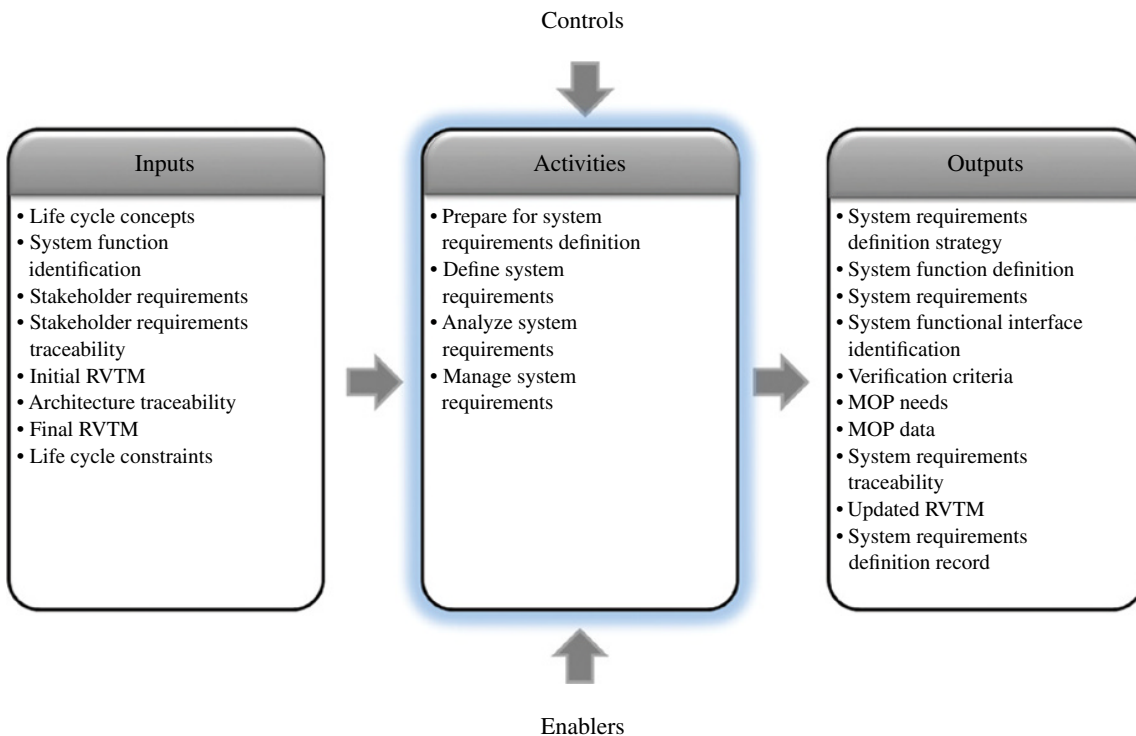 Controls
Inputs
• Life cycle concepts
• System function
identification
• Stakeholder requirements
• Stakeholder requirements
traceability
• Initial RVTM
• Architecture traceability
• Final RVTM
• Life cycle constraints
Activities
• Prepare for system
requirements definition
• Define system
requirements
• Analyze system
requirements
• Manage system
requirements
Outputs
• System requirements
definition strategy
• System function definition
• System requirements
• System functional interface
identification
• Verification criteria
• MOP needs
• MOP data
• System requirements
traceability
• Updated RVTM
• System requirements
definition record
Enablers